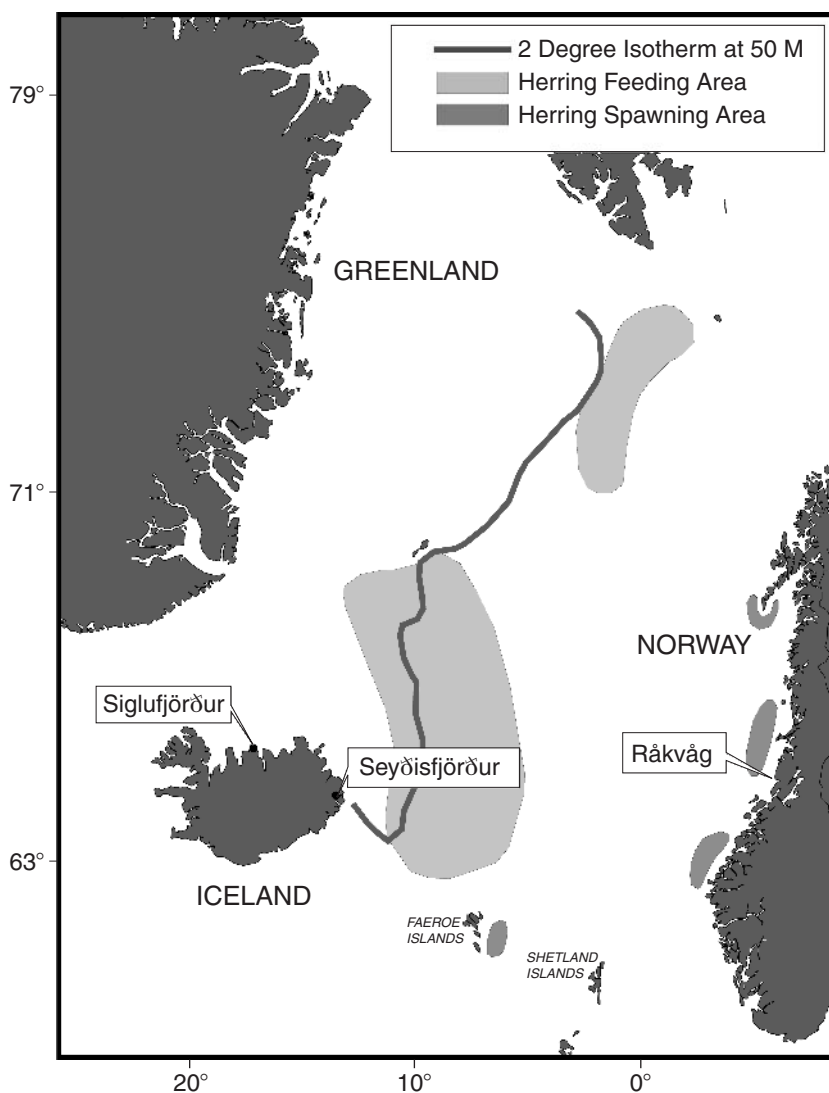 2 Degree Isotherm at 50 M
Herring Feeding Area
Herring Spawning Area
79°
GREENLAND
71°
NORWAY
Siglufjörður
Råkvåg
Seyðisfjörður
63°
ICELAND
FAEROE
ISLANDS
SHETLAND
ISLANDS
20°
10°
0°